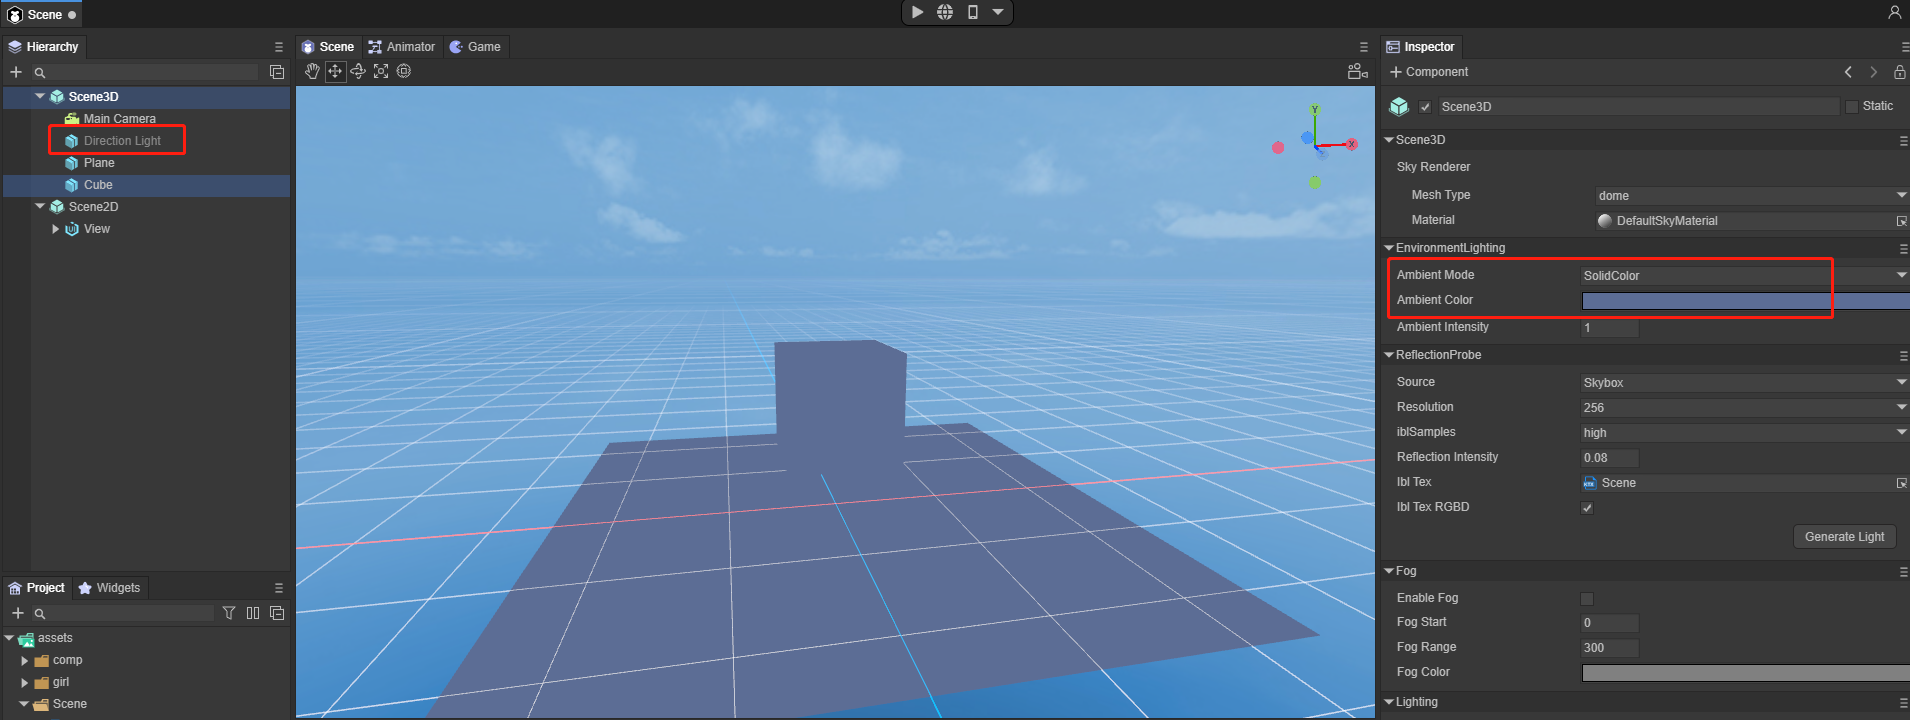 Scene
Hierarchy
Scene3D
Main Camera
Direction Light
Plane
Cube
Scene2D
View
Project
Widgets
assets
comp
girl
Scene
Scene
Animator
Game
Y
X
Inspector
Component
Scene3D
Static
Scene3D
Sky Renderer
Mesh Type
dome
Material
DefaultSkyMaterial
EnvironmentLighting
Ambient Mode
SolidColor
Ambient Color
Ambient Intensity
1
ReflectionProbe
Source
Skybox
Resolution
256
iblSamples
high
Reflection Intensity
0.08
Ibl Tex
Scene
Ibl Tex RGBD
Generate Light
Fog
Enable Fog
Fog Start
0
Fog Range
300
Fog Color
Lighting